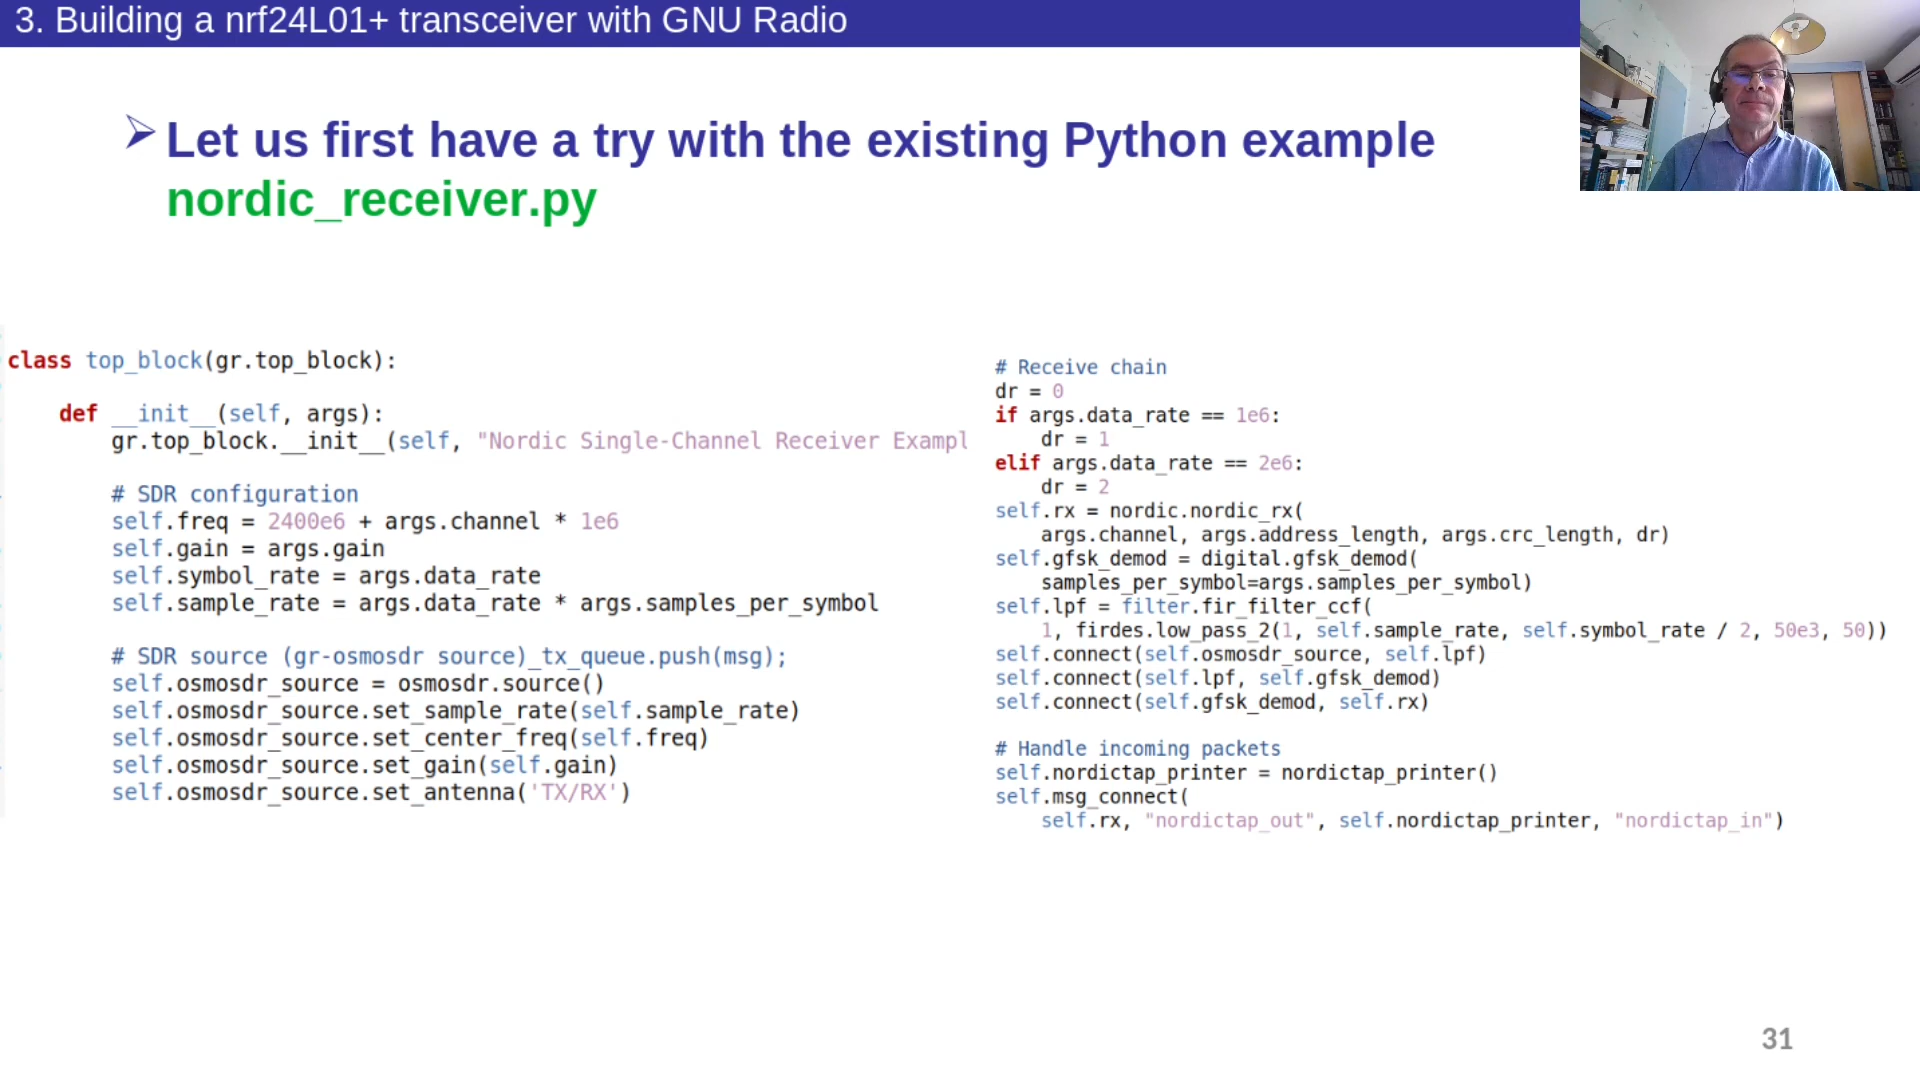 3. Building a nrf24L01+ transceiver with GNU Radio
Let us first have a try with the existing Python example
nordic_receiver.py
class top_block(gr.top_block):
def __init__(self, args):
gr.top_block.__init__(self, "Nordic Single-Channel Receiver Exampl
# SDR configuration
self.freq = 2400e6 + args.channel * 1e6
self.gain = args.gain
self.symbol_rate = args.data_rate
self.sample_rate = args.data_rate * args.samples_per_symbol
# SDR source (gr-osmosdr source)_tx_queue.push(msg);
self.osmosdr_source = osmosdr.source()
self.osmosdr_source.set_sample_rate(self.sample_rate)
self.osmosdr_source.set_center_freq(self.freq)
self.osmosdr_source.set_gain(self.gain)
self.osmosdr_source.set_antenna('TX/RX')
# Receive chain
dr = 0
if args.data_rate == 1e6:
dr = 1
elif args.data_rate == 2e6:
dr = 2
self.rx = nordic.nordic_rx(
args.channel, args.address_length, args.crc_length, dr)
self.gfsk_demod = digital.gfsk_demod(
samples_per_symbol=args.samples_per_symbol)
self.lpf = filter.fir_filter_ccf(
1, firdes.low_pass_2(1, self.sample_rate, self.symbol_rate / 2, 50e3, 50))
self.connect(self.osmosdr_source, self.lpf)
self.connect(self.lpf, self.gfsk_demod)
self.connect(self.gfsk_demod, self.rx)
# Handle incoming packets
self.nordictap_printer = nordictap_printer()
self.msg_connect(
self.rx, "nordictap_out", self.nordictap_printer, "nordictap_in")
31